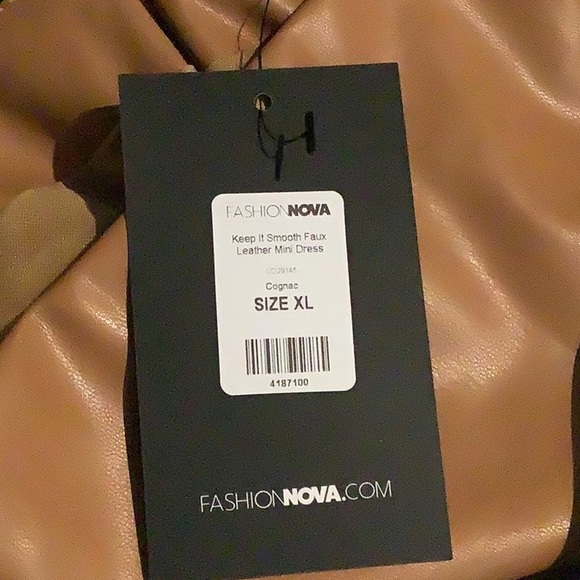 FASHIONNOVA
Keep It Smooth Faux
Leather Mini Dress
Cognac
SIZE XL
4187100
FASHIONNOVA.COM